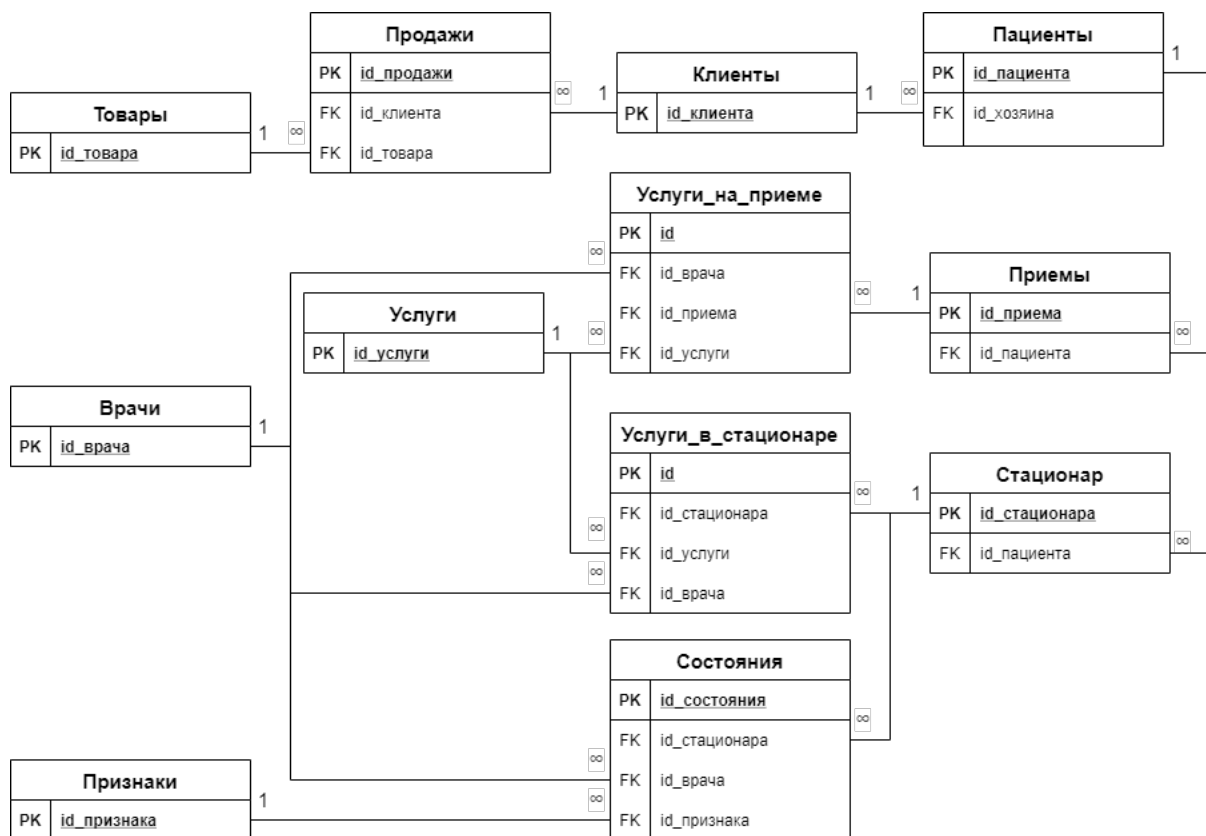 Продажи
PK id_продажи
FK id_клиента
FK id_товара
Товары
PK id_товара
1 ∞
∞ 1
Клиенты
PK id_клиента
1 ∞
Пациенты
PK id_пациента
FK id_хозяина
1
Услуги_на_приеме
PK id
FK id_врача
FK id_приема
FK id_услуги
∞
∞ 1
Приемы
PK id_приема
FK id_пациента
∞
Услуги
PK id_услуги
1 ∞
Врачи
PK id_врача
1
Услуги_в_стационаре
PK id
FK id_стационара
FK id_услуги
FK id_врача
∞ 1
∞
∞
Стационар
PK id_стационара
FK id_пациента
∞
Состояния
PK id_состояния
FK id_стационара
FK id_врача
FK id_признака
∞
∞
Признаки
PK id_признака
1 ∞